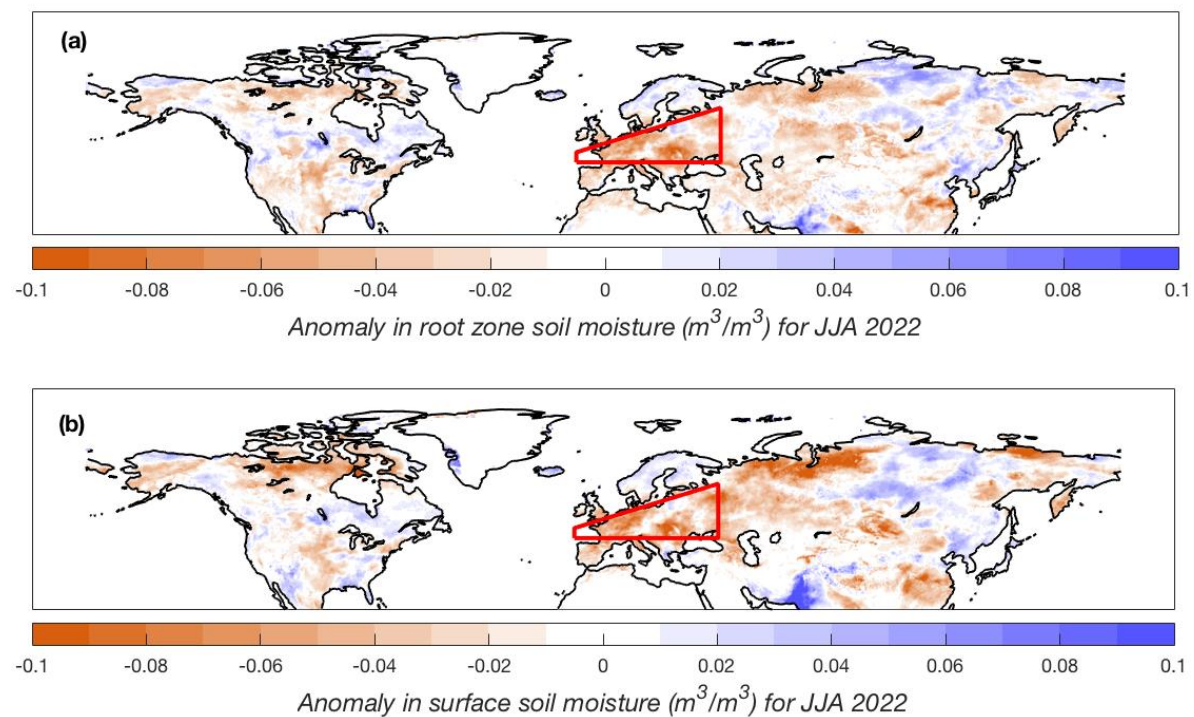 (a)
-0.1 -0.08 -0.06 -0.04 -0.02 0 0.02 0.04 0.06 0.08 0.1
Anomaly in root zone soil moisture (m³/m³) for JJA 2022
(b)
-0.1 -0.08 -0.06 -0.04 -0.02 0 0.02 0.04 0.06 0.08 0.1
Anomaly in surface soil moisture (m³/m³) for JJA 2022